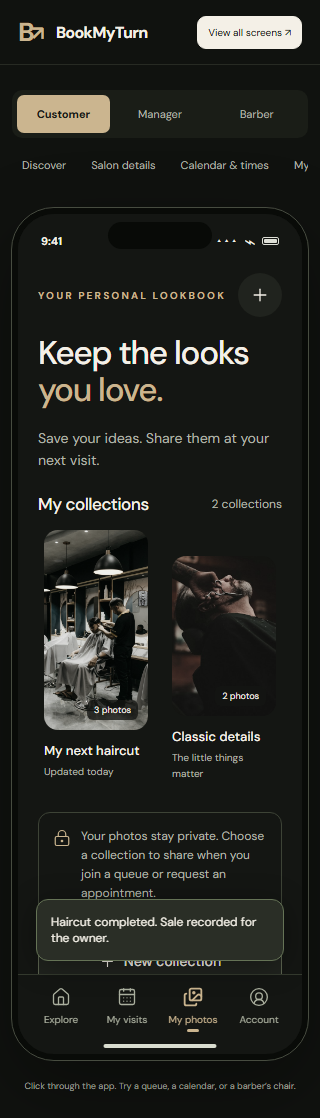 BookMyTurn
View all screens ↗
Customer
Manager
Barber
Discover
Salon details
Calendar & times
My
9:41
YOUR PERSONAL LOOKBOOK
Keep the looks
you love.
Save your ideas. Share them at your
next visit.
My collections
2 collections
3 photos
2 photos
My next haircut
Updated today
Classic details
The little things
matter
Your photos stay private. Choose
a collection to share when you
join a queue or request an
appointment.
Haircut completed. Sale recorded for
the owner.
New collection
Explore
My visits
My photos
Account
Click through the app. Try a queue, a calendar, or a barber's chair.